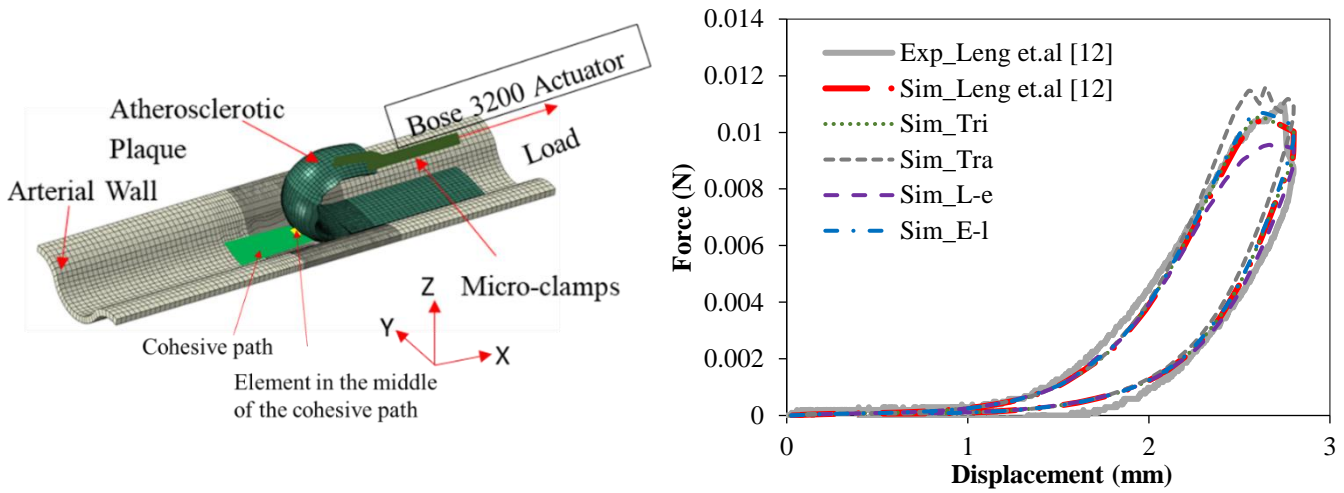 Atherosclerotic
Plaque
Arterial Wall
Bose 3200 Actuator
Load
Micro-clamps
Cohesive path
Element in the middle
of the cohesive path
Z
Y
X
0.014
0.012
0.01
0.008
0.006
0.004
0.002
0
Force (N)
Exp_Leng et.al [12]
Sim_Leng et.al [12]
Sim_Tri
Sim_Tra
Sim_L-e
Sim_E-l
0
1
2
3
Displacement (mm)